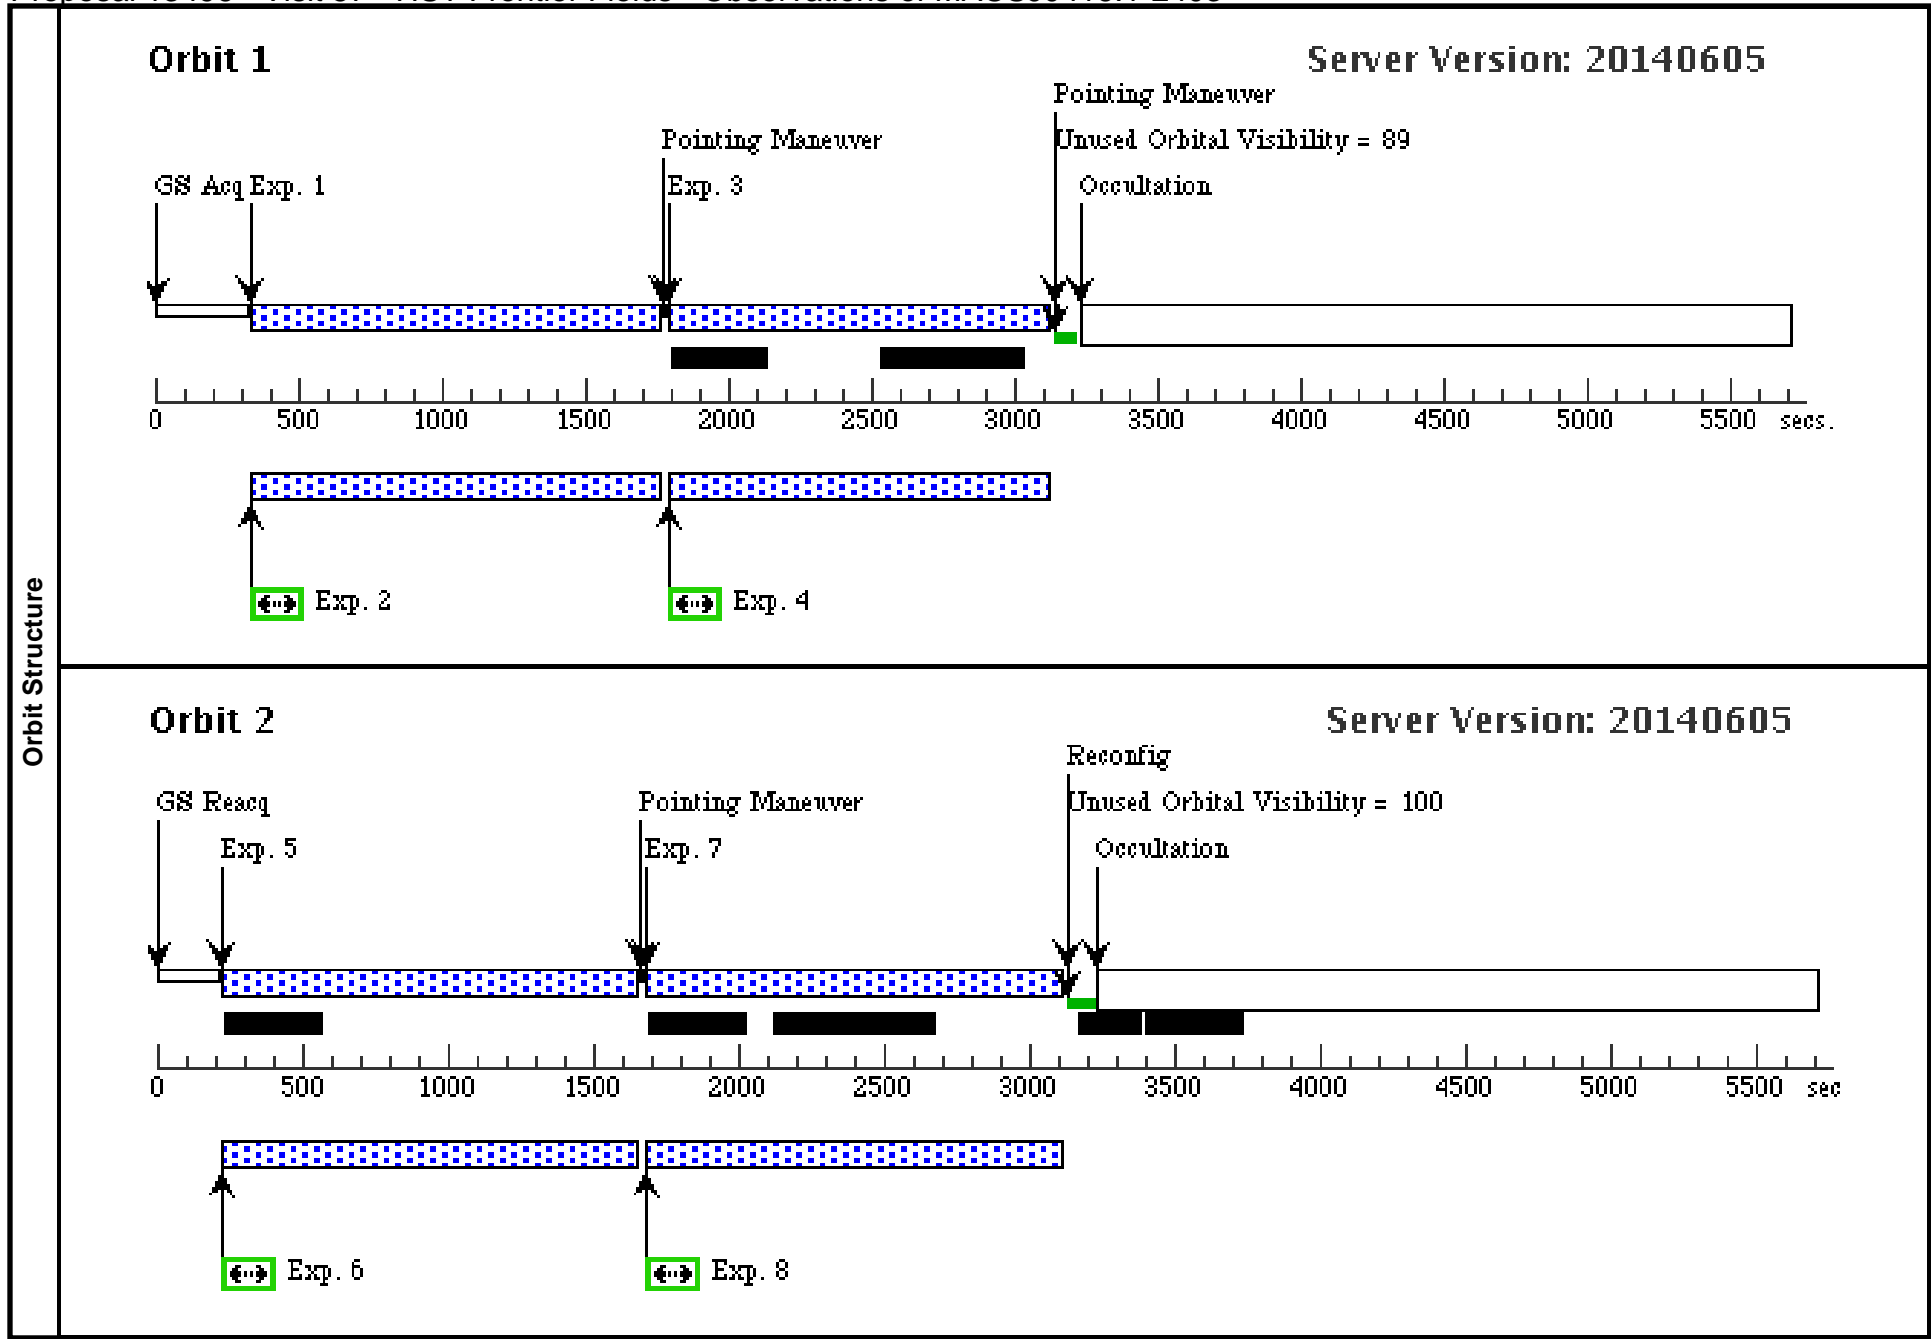 Orbit 1
Server Version: 20140605
Pointing Maneuver
Pointing Maneuver
Unused Orbital Visibility = 89
GS Acq
Exp. 1
Exp. 3
Occultation
0 500 1000 1500 2000 2500 3000 3500 4000 4500 5000 5500 secs.
Exp. 2
Exp. 4
Orbit Structure
Orbit 2
Server Version: 20140605
Reconfig
GS Reacq
Pointing Maneuver
Unused Orbital Visibility = 100
Exp. 5
Exp. 7
Occultation
0 500 1000 1500 2000 2500 3000 3500 4000 4500 5000 5500 sec
Exp. 6
Exp. 8